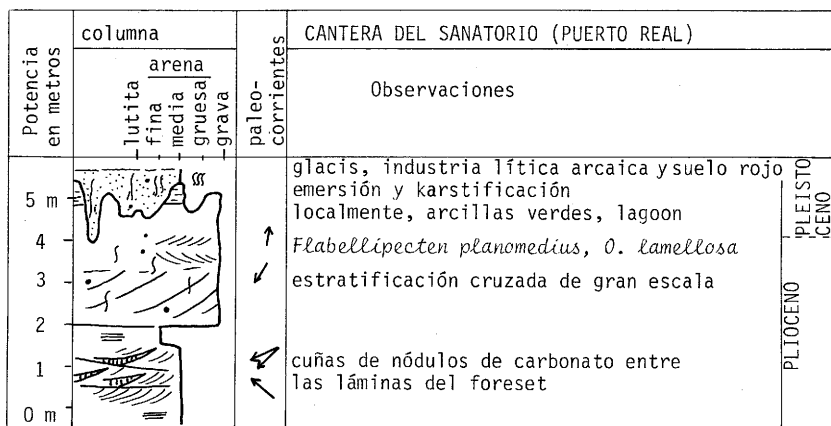 columna
CANTERA DEL SANATORIO (PUERTO REAL)
Potencia
en metros
arena
lutita
fina
media
gruesa
grava
paleo-
corrientes
Observaciones
glacis, industria lítica arcaica y suelo rojo
emersión y karstificación
5 m
localmente, arcillas verdes, lagoon
4
Flabellipecten planomedius, O. lamellosa
3
estratificación cruzada de gran escala
2
1
cuñas de nódulos de carbonato entre
las láminas del foreset
0 m
PLEISTO
CENO
PLIOCENO